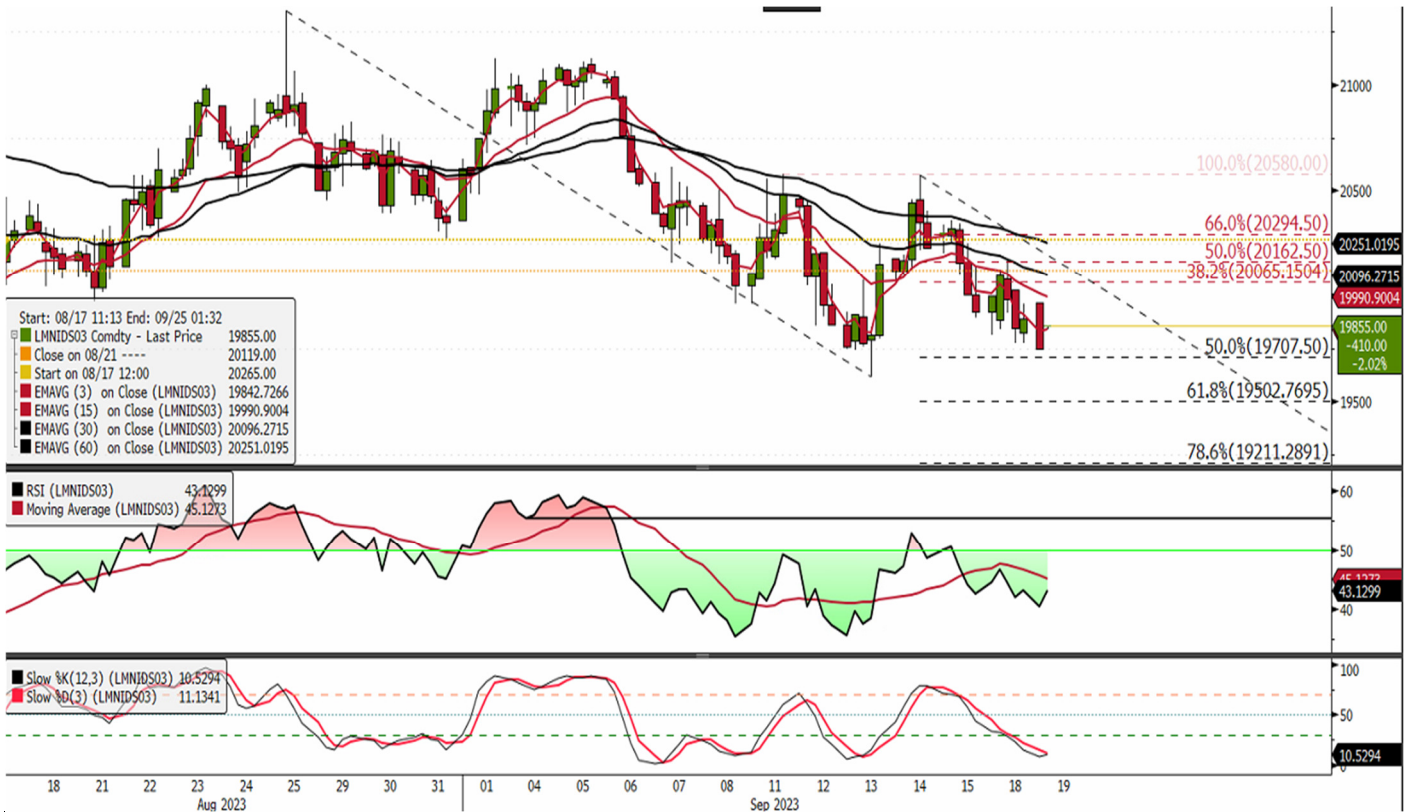 21000
100.0%(20580.00)
20500
66.0%(20294.50)
20251.0195
50.0%(20162.50)
38.2%(20065.1504)
20096.2715
19990.9004
Start: 08/17 11:13 End: 09/25 01:32
LMNIDS03 Comdty - Last Price 19855.00
Close on 08/21 ---- 20119.00
Start on 08/17 12:00 20265.00
EMAVG (3) on Close (LMNIDS03) 19842.7266
EMAVG (15) on Close (LMNIDS03) 19990.9004
EMAVG (30) on Close (LMNIDS03) 20096.2715
EMAVG (60) on Close (LMNIDS03) 20251.0195
19855.00
-410.00
-2.02%
50.0%(19707.50)
61.8%(19502.7695)
19500
78.6%(19211.2891)
RSI (LMNIDS03) 43.1299
Moving Average (LMNIDS03) 45.1273
60
50
45.1273
43.1299
40
Slow %K(12,3) (LMNIDS03) 10.5294
Slow %D(3) (LMNIDS03) 11.1341
100
50
10.5294
0
18 21 22 23 24 25 28 29 30 31 01 04 05 06 07 08 11 12 13 14 15 18 19
Aug 2023 Sep 2023